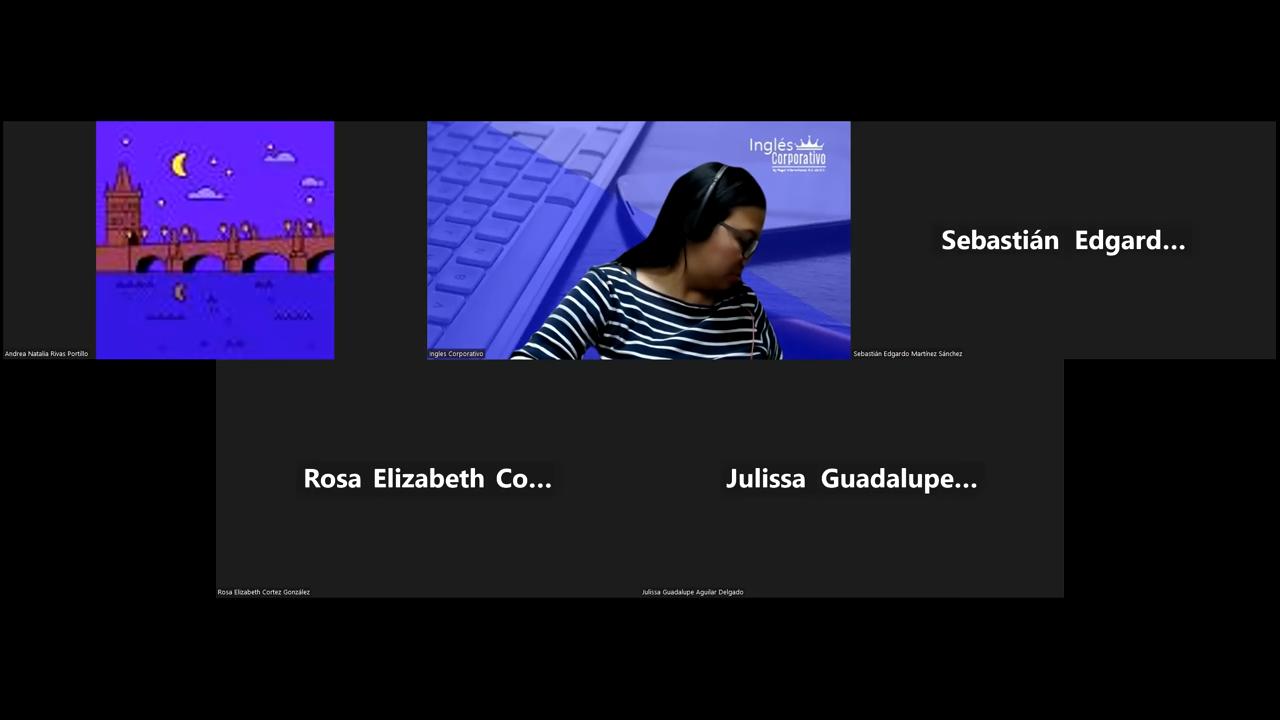 Inglés
Corporativo
Sebastián Edgard...
Andrea Natalia Rivas Portillo
Ingles Corporativo
Sebastián Edgardo Martínez Sánchez
Rosa Elizabeth Co...
Julissa Guadalupe...
Rosa Elizabeth Cortez González
Julissa Guadalupe Aguilar Delgado